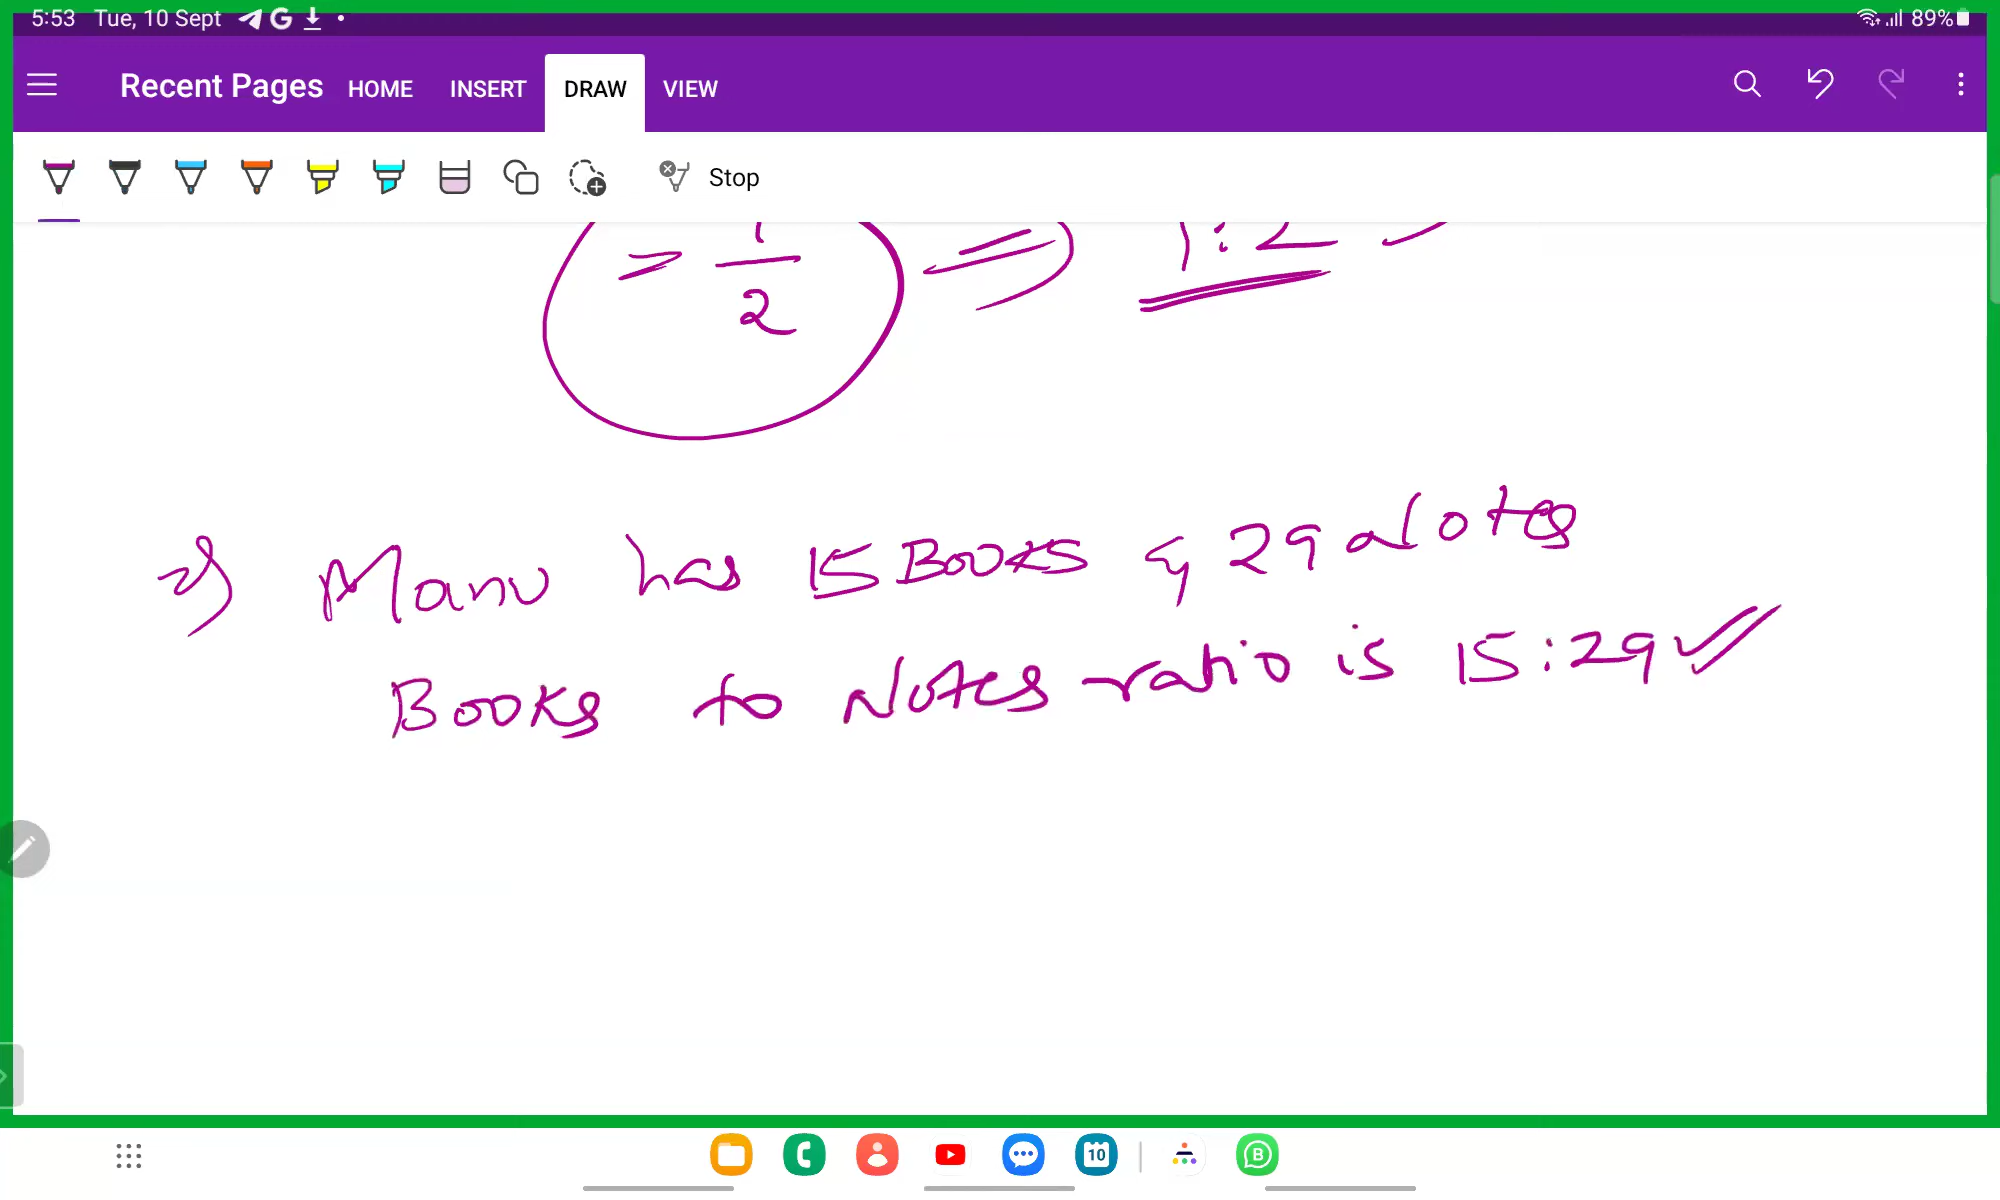 5:53 Tue, 10 Sept 89%
Recent Pages HOME INSERT DRAW VIEW
Stop
= 1/2 ⇒ 1:2
2) Manu has 15 Books & 29 Notes
Books to Notes ratio is 15:29 ✓
10